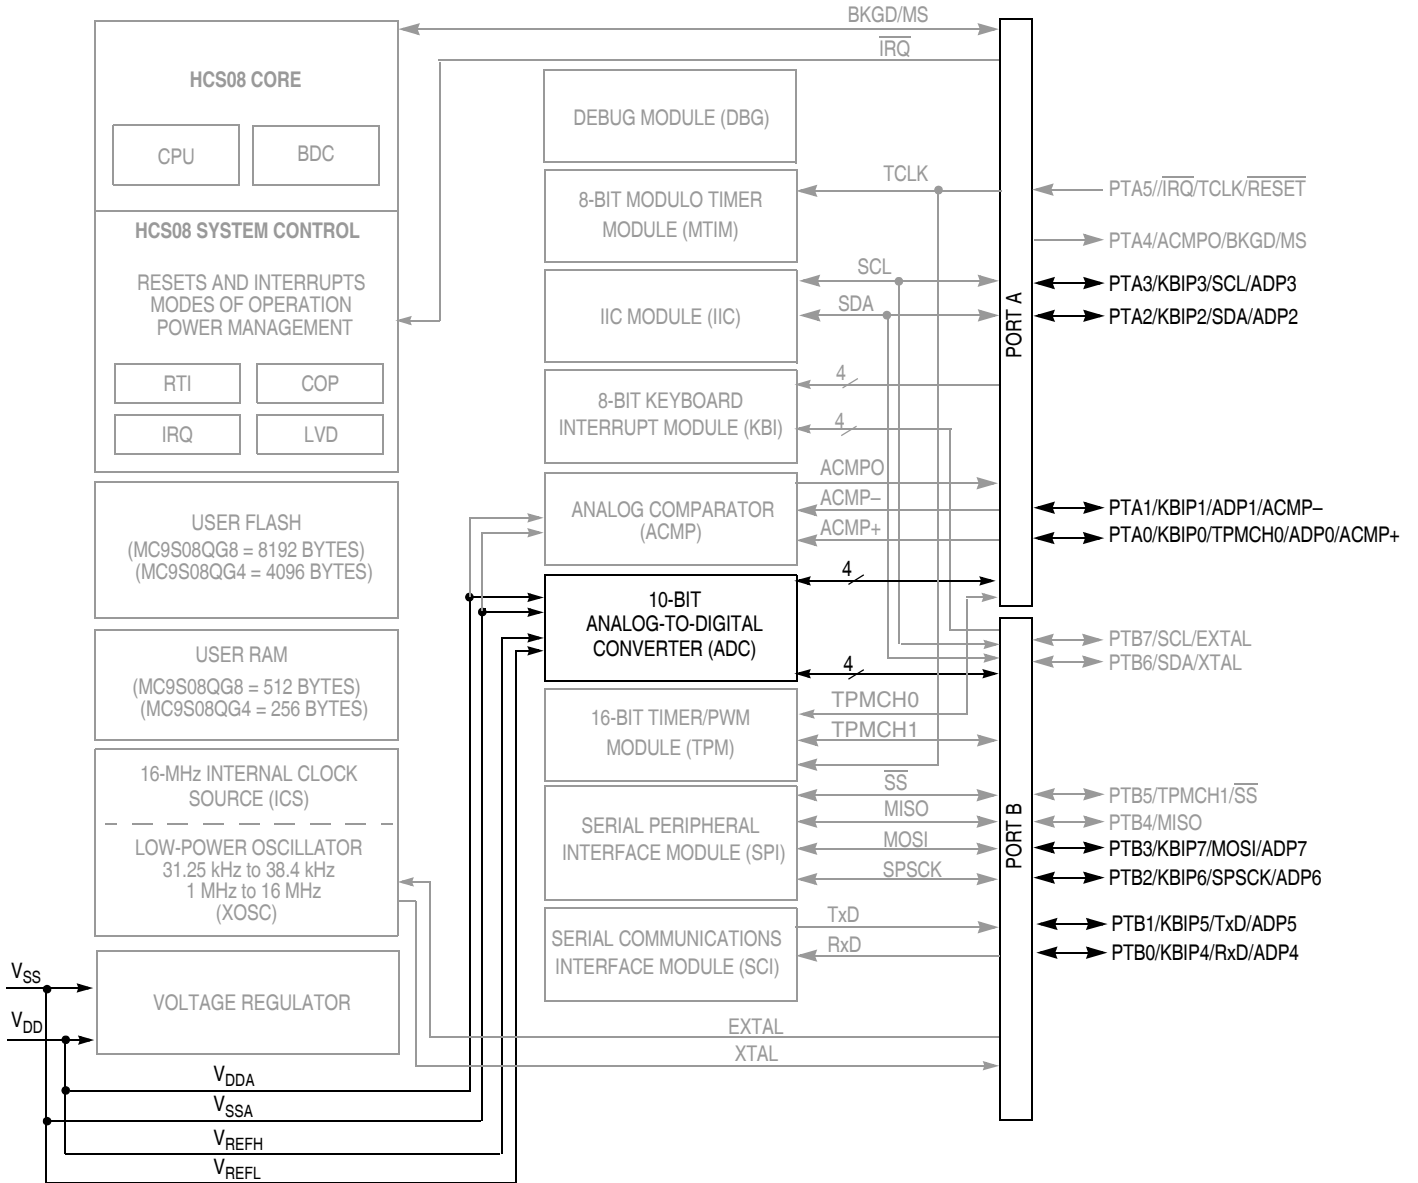 BKGD/MS
IRQ
HCS08 CORE
CPU
BDC
HCS08 SYSTEM CONTROL
RESETS AND INTERRUPTS
MODES OF OPERATION
POWER MANAGEMENT
RTI
COP
IRQ
LVD
USER FLASH
(MC9S08QG8 = 8192 BYTES)
(MC9S08QG4 = 4096 BYTES)
USER RAM
(MC9S08QG8 = 512 BYTES)
(MC9S08QG4 = 256 BYTES)
16-MHz INTERNAL CLOCK
SOURCE (ICS)
LOW-POWER OSCILLATOR
31.25 kHz to 38.4 kHz
1 MHz to 16 MHz
(XOSC)
VOLTAGE REGULATOR
VSS
VDD
VDDA
VSSA
VREFH
VREFL
DEBUG MODULE (DBG)
8-BIT MODULO TIMER
MODULE (MTIM)
TCLK
IIC MODULE (IIC)
SCL
SDA
8-BIT KEYBOARD
INTERRUPT MODULE (KBI)
4
4
ANALOG COMPARATOR
(ACMP)
ACMPO
ACMP–
ACMP+
10-BIT
ANALOG-TO-DIGITAL
CONVERTER (ADC)
4
4
16-BIT TIMER/PWM
MODULE (TPM)
TPMCH0
TPMCH1
SERIAL PERIPHERAL
INTERFACE MODULE (SPI)
SS
MISO
MOSI
SPSCK
SERIAL COMMUNICATIONS
INTERFACE MODULE (SCI)
TxD
RxD
EXTAL
XTAL
PORT A
PTA5//IRQ/TCLK/RESET
PTA4/ACMPO/BKGD/MS
PTA3/KBIP3/SCL/ADP3
PTA2/KBIP2/SDA/ADP2
PTA1/KBIP1/ADP1/ACMP–
PTA0/KBIP0/TPMCH0/ADP0/ACMP+
PORT B
PTB7/SCL/EXTAL
PTB6/SDA/XTAL
PTB5/TPMCH1/SS
PTB4/MISO
PTB3/KBIP7/MOSI/ADP7
PTB2/KBIP6/SPSCK/ADP6
PTB1/KBIP5/TxD/ADP5
PTB0/KBIP4/RxD/ADP4